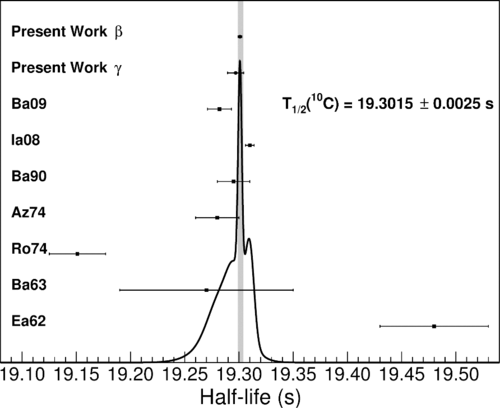 Present Work β
Present Work γ
Ba09
T1/2(10C) = 19.3015 ± 0.0025 s
Ia08
Ba90
Az74
Ro74
Ba63
Ea62
19.10 19.15 19.20 19.25 19.30 19.35 19.40 19.45 19.50
Half-life (s)